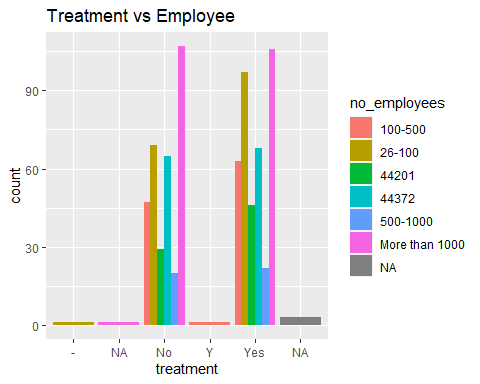 Treatment vs Employee
count
90
60
30
0
- NA No Y Yes NA
treatment
no_employees
100-500
26-100
44201
44372
500-1000
More than 1000
NA